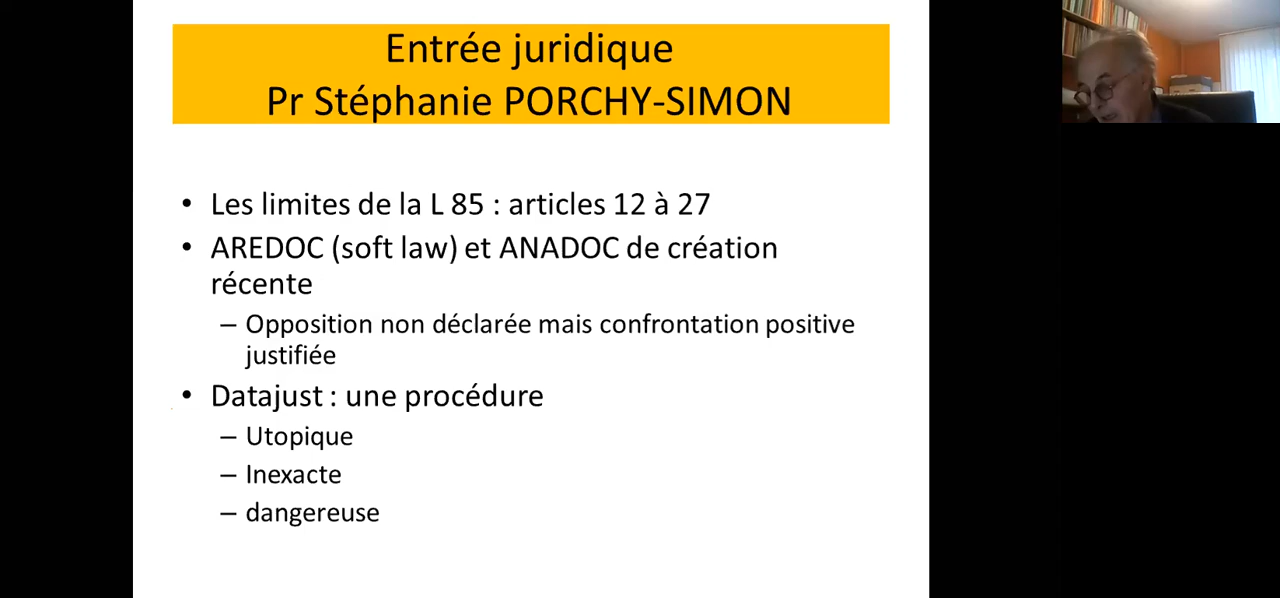 Entrée juridique
Pr Stéphanie PORCHY-SIMON
• Les limites de la L 85 : articles 12 à 27
• AREDOC (soft law) et ANADOC de création
récente
– Opposition non déclarée mais confrontation positive
justifiée
• Datajust : une procédure
– Utopique
– Inexacte
– dangereuse